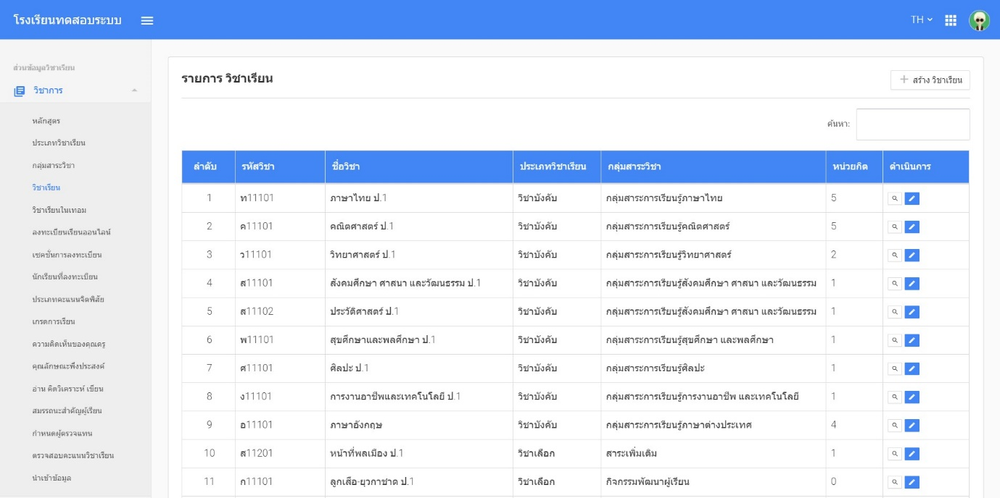 โรงเรียนทดสอบระบบ
TH
ส่วนข้อมูลวิชาเรียน
วิชาการ
หลักสูตร
ประเภทวิชาเรียน
กลุ่มสาระวิชา
วิชาเรียน
วิชาเรียนในเทอม
ลงทะเบียนเรียนออนไลน์
เซคชั่นการลงทะเบียน
นักเรียนที่ลงทะเบียน
ประเภทคะแนนจิตพิสัย
เกรดการเรียน
ความคิดเห็นของคุณครู
คุณลักษณะพึงประสงค์
อ่าน คิดวิเคราะห์ เขียน
สมรรถนะสำคัญผู้เรียน
กำหนดผู้ตรวจแทน
ตรวจสอบคะแนนวิชาเรียน
นำเข้าข้อมูล
รายการ วิชาเรียน
สร้าง วิชาเรียน
ค้นหา:
ลำดับ รหัสวิชา ชื่อวิชา ประเภทวิชาเรียน กลุ่มสาระวิชา หน่วยกิต ดำเนินการ
1 ท11101 ภาษาไทย ป.1 วิชาบังคับ กลุ่มสาระการเรียนรู้ภาษาไทย 5
2 ค11101 คณิตศาสตร์ ป.1 วิชาบังคับ กลุ่มสาระการเรียนรู้คณิตศาสตร์ 5
3 ว11101 วิทยาศาสตร์ ป.1 วิชาบังคับ กลุ่มสาระการเรียนรู้วิทยาศาสตร์ 2
4 ส11101 สังคมศึกษา ศาสนา และวัฒนธรรม ป.1 วิชาบังคับ กลุ่มสาระการเรียนรู้สังคมศึกษา ศาสนา และวัฒนธรรม 1
5 ส11102 ประวัติศาสตร์ ป.1 วิชาบังคับ กลุ่มสาระการเรียนรู้สังคมศึกษา ศาสนา และวัฒนธรรม 1
6 พ11101 สุขศึกษาและพลศึกษา ป.1 วิชาบังคับ กลุ่มสาระการเรียนรู้สุขศึกษา และพลศึกษา 1
7 ศ11101 ศิลปะ ป.1 วิชาบังคับ กลุ่มสาระการเรียนรู้ศิลปะ 1
8 ง11101 การงานอาชีพและเทคโนโลยี ป.1 วิชาบังคับ กลุ่มสาระการเรียนรู้การงานอาชีพ และเทคโนโลยี 1
9 อ11101 ภาษาอังกฤษ วิชาบังคับ กลุ่มสาระการเรียนรู้ภาษาต่างประเทศ 4
10 ส11201 หน้าที่พลเมือง ป.1 วิชาเลือก สาระเพิ่มเติม 1
11 ก11101 ลูกเสือ-ยุวกาชาด ป.1 วิชาเลือก กิจกรรมพัฒนาผู้เรียน 0